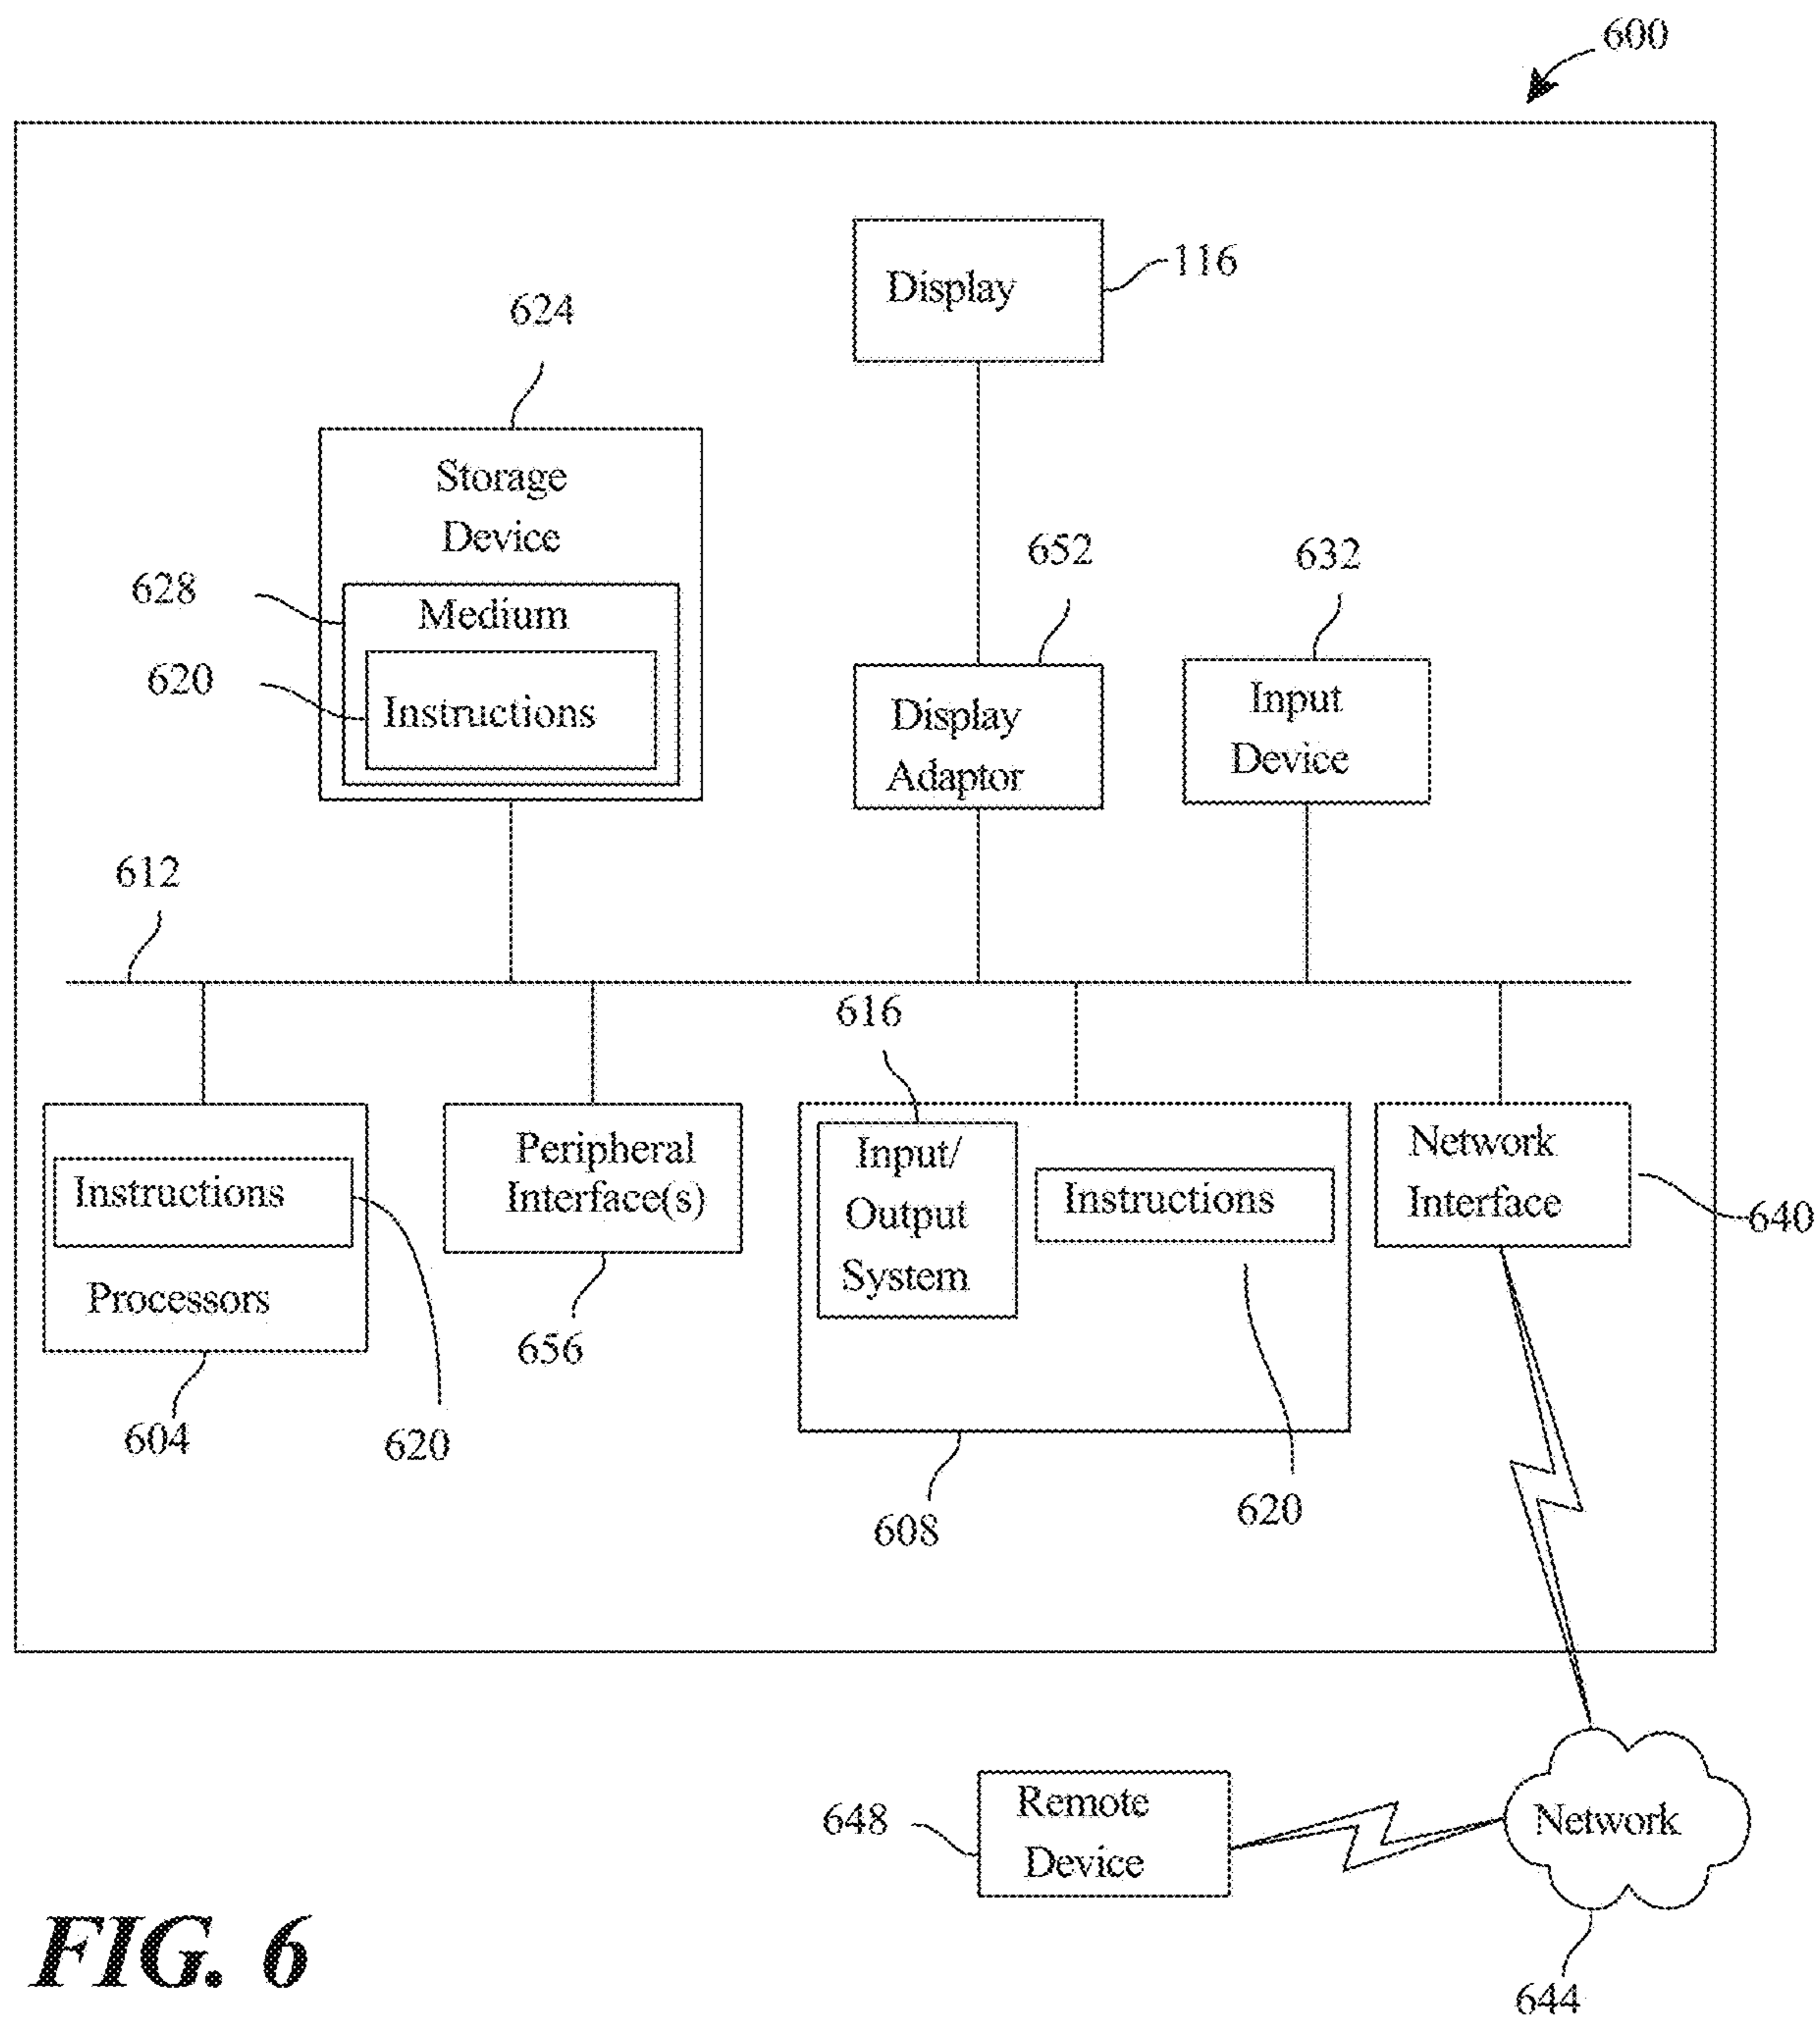 600
Display
116
624
Storage
Device
628
Medium
620
Instructions
652
Display
Adaptor
632
Input
Device
612
616
Instructions
Processors
604
620
Peripheral
Interface(s)
656
Input/
Output
System
Instructions
608
620
Network
Interface
640
648
Remote
Device
Network
644
FIG. 6